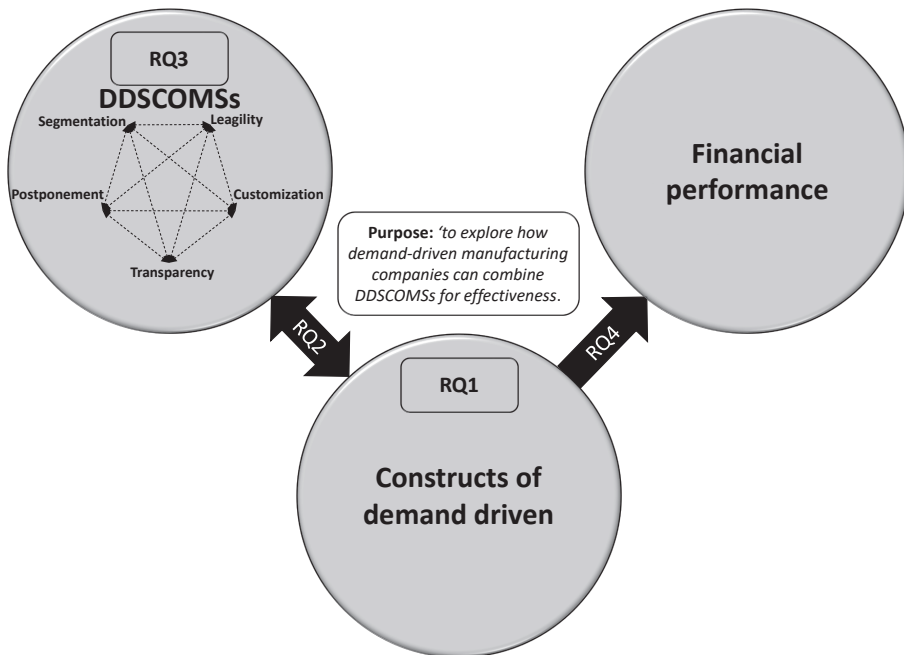 RQ3
DDSCOMSs
Segmentation
Leagility
Postponement
Customization
Transparency
Financial
performance
Purpose: ‘to explore how
demand-driven manufacturing
companies can combine
DDSCOMSs for effectiveness.
RQ2
RQ4
RQ1
Constructs of
demand driven